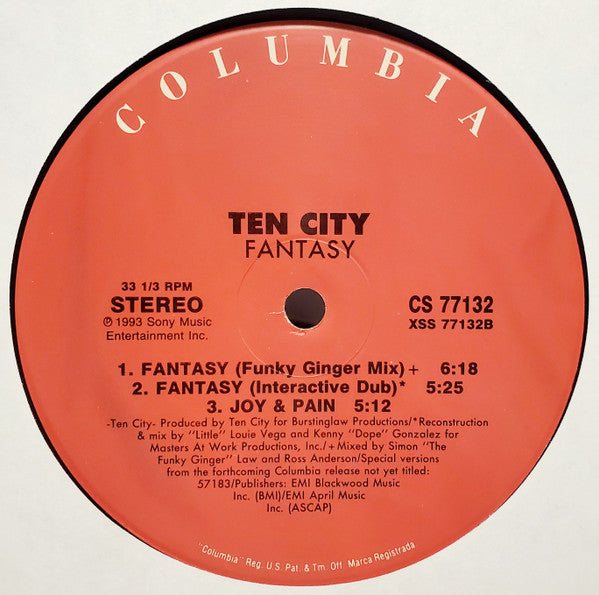 COLUMBIA
TEN CITY
FANTASY
33 1/3 RPM
STEREO
℗ 1993 Sony Music
Entertainment Inc.
CS 77132
XSS 77132B
1. FANTASY (Funky Ginger Mix) + 6:18
2. FANTASY (Interactive Dub)* 5:25
3. JOY & PAIN 5:12
-Ten City- Produced by Ten City for Burstinglaw Productions/*Reconstruction
& mix by "Little" Louie Vega and Kenny "Dope" Gonzalez for
Masters At Work Productions, Inc./+Mixed by Simon "The
Funky Ginger" Law and Ross Anderson/Special versions
from the forthcoming Columbia release not yet titled:
57183/Publishers: EMI Blackwood Music
Inc. (BMI)/EMI April Music
Inc. (ASCAP)
"Columbia" Reg. U.S. Pat. & Tm. Off. Marca Registrada